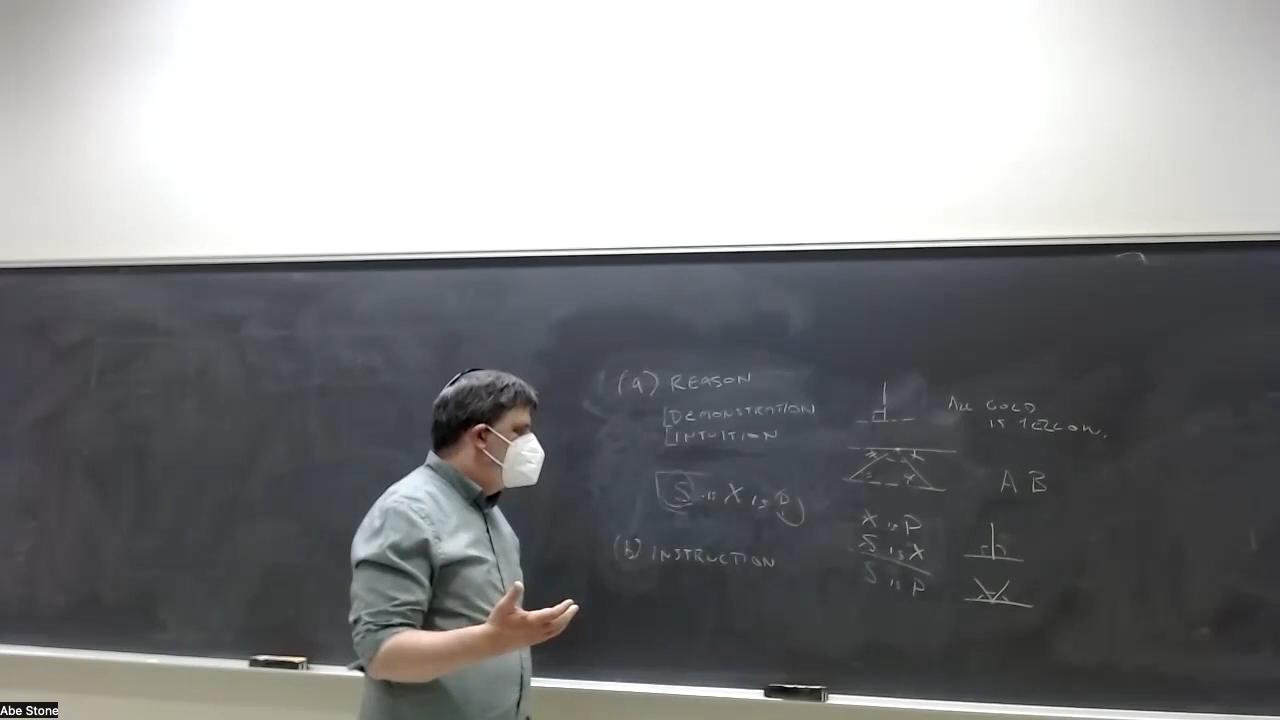 (a) REASON
DEMONSTRATION
INTUITION
S is X is P
(b) INSTRUCTION
ALL GOLD
IS YELLOW.
A B
X is P
S is X
S is P
Abe Stone